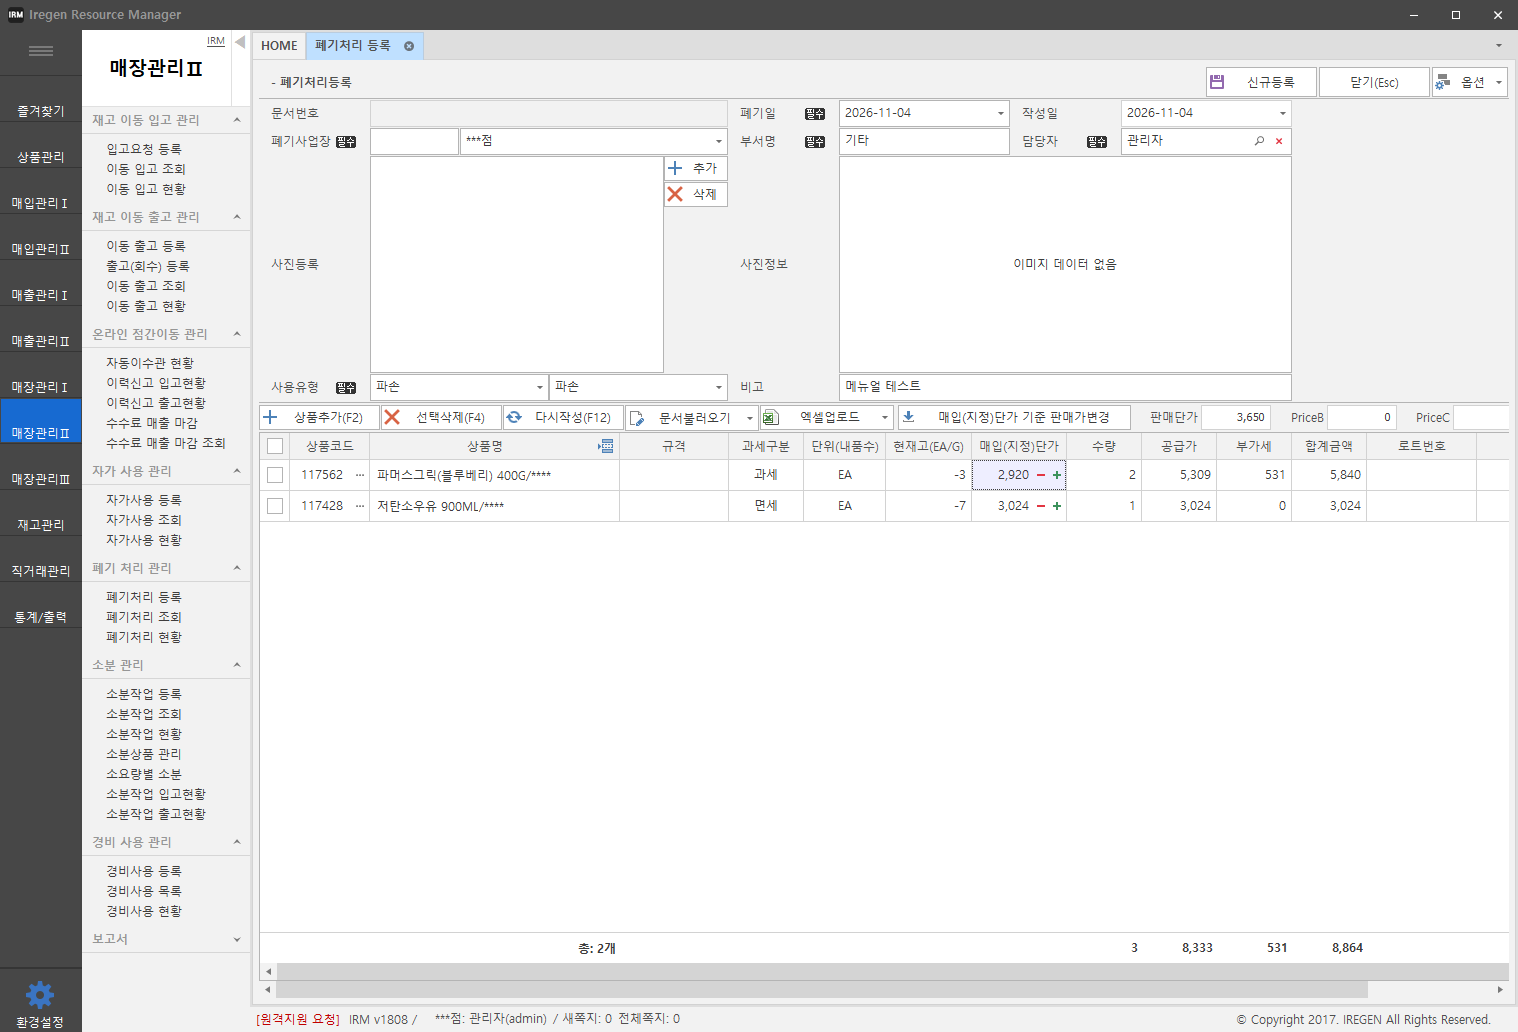 IRM Iregen Resource Manager
즐겨찾기
상품관리
매입관리Ⅰ
매입관리Ⅱ
매출관리Ⅰ
매출관리Ⅱ
매장관리Ⅰ
매장관리Ⅱ
매장관리Ⅲ
재고관리
직거래관리
통계/출력
환경설정
IRM
매장관리Ⅱ
재고 이동 입고 관리
입고요청 등록
이동 입고 조회
이동 입고 현황
재고 이동 출고 관리
이동 출고 등록
출고(회수) 등록
이동 출고 조회
이동 출고 현황
온라인 점간이동 관리
자동이수관 현황
이력신고 입고현황
이력신고 출고현황
수수료 매출 마감
수수료 매출 마감 조회
자가 사용 관리
자가사용 등록
자가사용 조회
자가사용 현황
폐기 처리 관리
폐기처리 등록
폐기처리 조회
폐기처리 현황
소분 관리
소분작업 등록
소분작업 조회
소분작업 현황
소분상품 관리
소요량별 소분
소분작업 입고현황
소분작업 출고현황
경비 사용 관리
경비사용 등록
경비사용 목록
경비사용 현황
보고서
HOME 폐기처리 등록
- 폐기처리등록 신규등록 닫기(Esc) 옵션
문서번호 폐기일 필수 2026-11-04 작성일 2026-11-04
폐기사업장 필수 ***점 부서명 필수 기타 담당자 필수 관리자
추가
삭제
사진등록 사진정보 이미지 데이터 없음
사용유형 필수 파손 파손 비고 메뉴얼 테스트
상품추가(F2) 선택삭제(F4) 다시작성(F12) 문서불러오기 엑셀업로드 매입(지정)단가 기준 판매가변경 판매단가 3,650 PriceB 0 PriceC
상품코드 상품명 규격 과세구분 단위(내품수) 현재고(EA/G) 매입(지정)단가 수량 공급가 부가세 합계금액 로트번호
117562 ··· 파머스그릭(블루베리) 400G/**** 과세 EA -3 2,920 2 5,309 531 5,840
117428 ··· 저탄소우유 900ML/**** 면세 EA -7 3,024 1 3,024 0 3,024
총: 2개 3 8,333 531 8,864
[원격지원 요청] IRM v1808 / ***점: 관리자(admin) / 새쪽지: 0 전체쪽지: 0 © Copyright 2017. IREGEN All Rights Reserved.